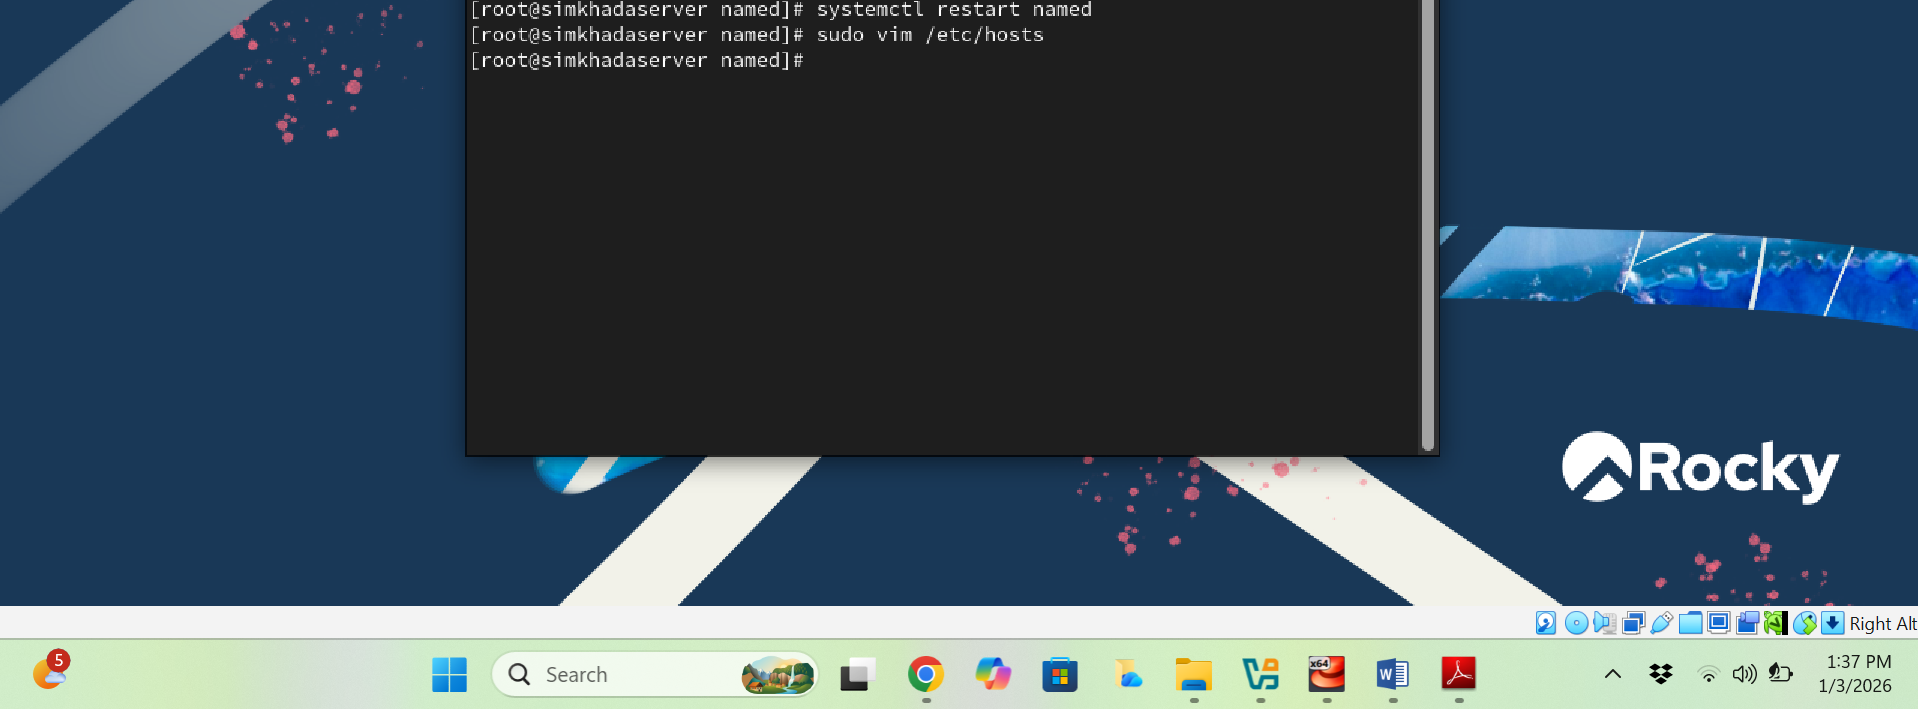 [root@simkhadaserver named]# systemctl restart named
[root@simkhadaserver named]# sudo vim /etc/hosts
[root@simkhadaserver named]#
Rocky
Right Alt
5
Search
x64
W
1:37 PM
1/3/2026